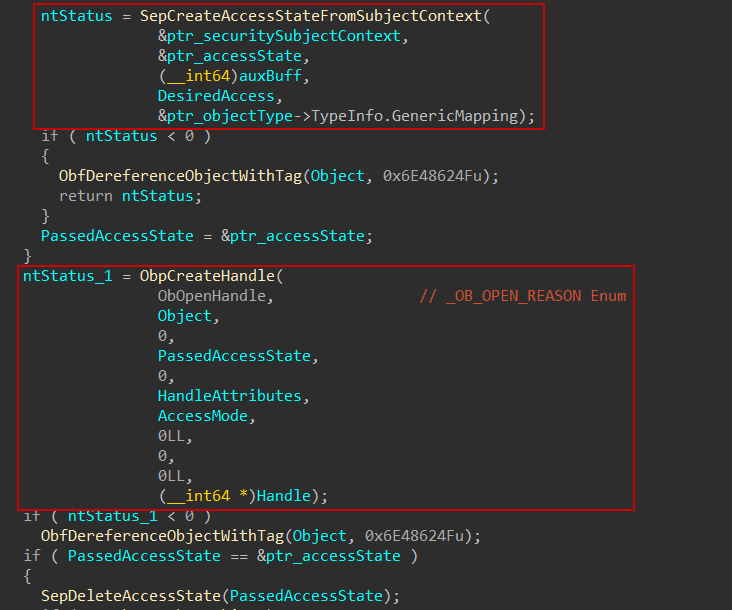 ntStatus = SepCreateAccessStateFromSubjectContext(
&ptr_securitySubjectContext,
&ptr_accessState,
(__int64)auxBuff,
DesiredAccess,
&ptr_objectType->TypeInfo.GenericMapping);
if ( ntStatus < 0 )
{
ObfDereferenceObjectWithTag(Object, 0x6E48624Fu);
return ntStatus;
}
PassedAccessState = &ptr_accessState;
}
ntStatus_1 = ObpCreateHandle(
ObOpenHandle, // _OB_OPEN_REASON Enum
Object,
0,
PassedAccessState,
0,
HandleAttributes,
AccessMode,
0LL,
0,
0LL,
(__int64 *)Handle);
if ( ntStatus_1 < 0 )
ObfDereferenceObjectWithTag(Object, 0x6E48624Fu);
if ( PassedAccessState == &ptr_accessState )
{
SepDeleteAccessState(PassedAccessState);